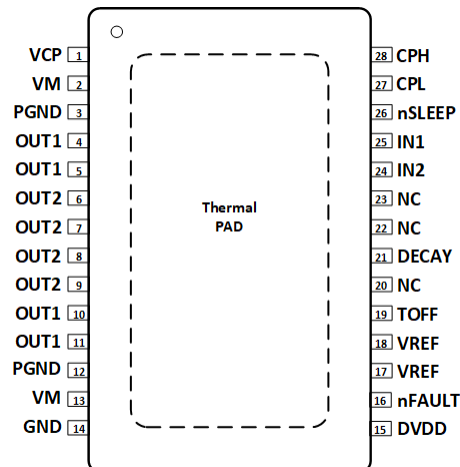 VCP 1 28 CPH
VM 2 27 CPL
PGND 3 26 nSLEEP
OUT1 4 25 IN1
OUT1 5 24 IN2
OUT2 6 23 NC
OUT2 7 22 NC
OUT2 8 21 DECAY
OUT2 9 20 NC
OUT1 10 19 TOFF
OUT1 11 18 VREF
PGND 12 17 VREF
VM 13 16 nFAULT
GND 14 15 DVDD
Thermal
PAD